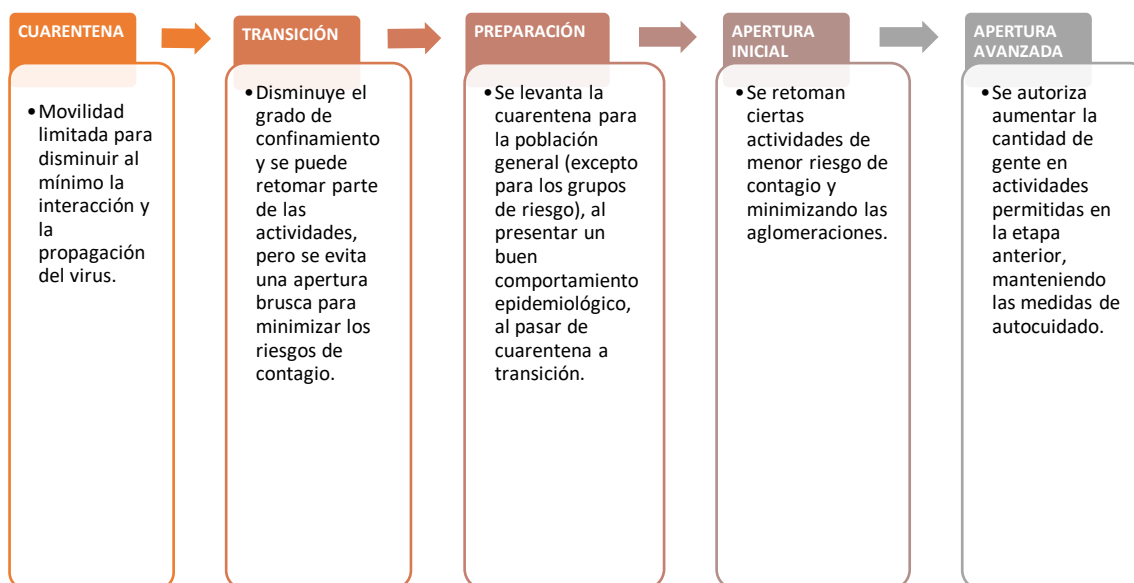 CUARENTENA
•Movilidad
limitada para
disminuir al
mínimo la
interacción y
la
propagación
del virus.
TRANSICIÓN
•Disminuye el
grado de
confinamiento
y se puede
retomar parte
de las
actividades,
pero se evita
una apertura
brusca para
minimizar los
riesgos de
contagio.
PREPARACIÓN
•Se levanta la
cuarentena para
la población
general (excepto
para los grupos
de riesgo), al
presentar un
buen
comportamiento
epidemiológico,
al pasar de
cuarentena a
transición.
APERTURA
INICIAL
•Se retoman
ciertas
actividades de
menor riesgo de
contagio y
minimizando las
aglomeraciones.
APERTURA
AVANZADA
•Se autoriza
aumentar la
cantidad de
gente en
actividades
permitidas en
la etapa
anterior,
manteniendo
las medidas de
autocuidado.